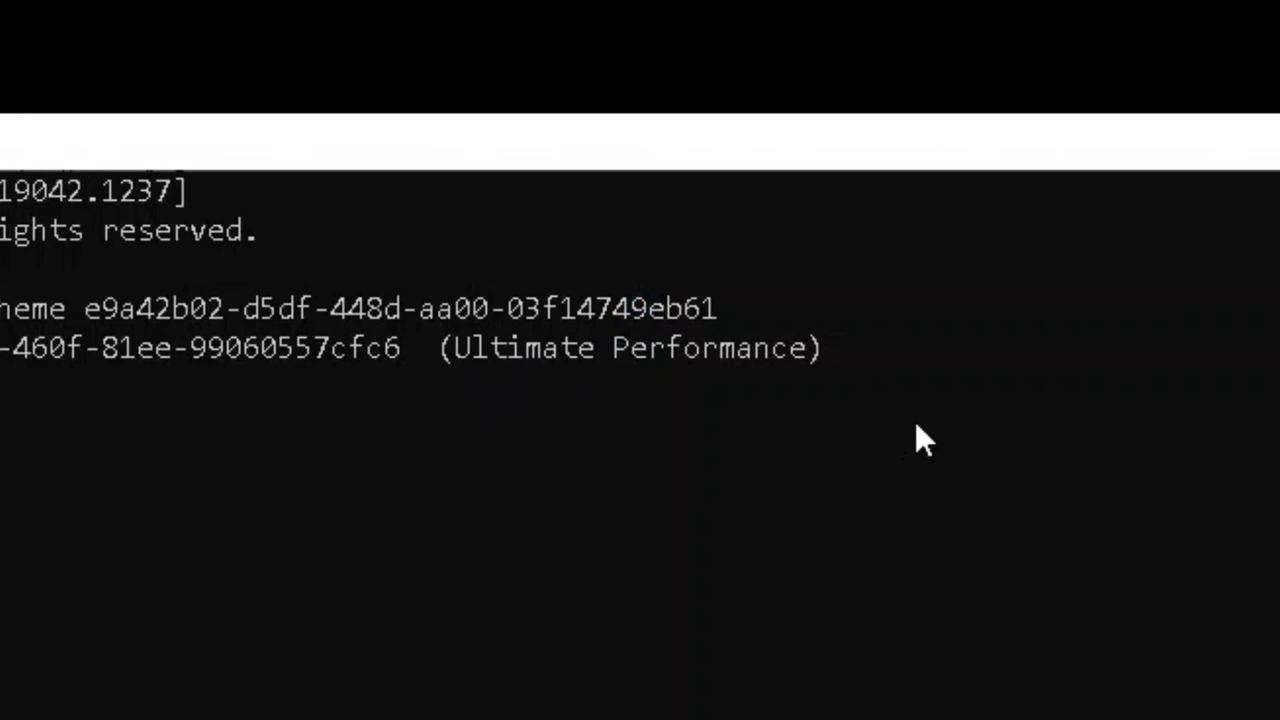 19042.1237]
ights reserved.
heme e9a42b02-d5df-448d-aa00-03f14749eb61
-460f-81ee-99060557cfc6  (Ultimate Performance)